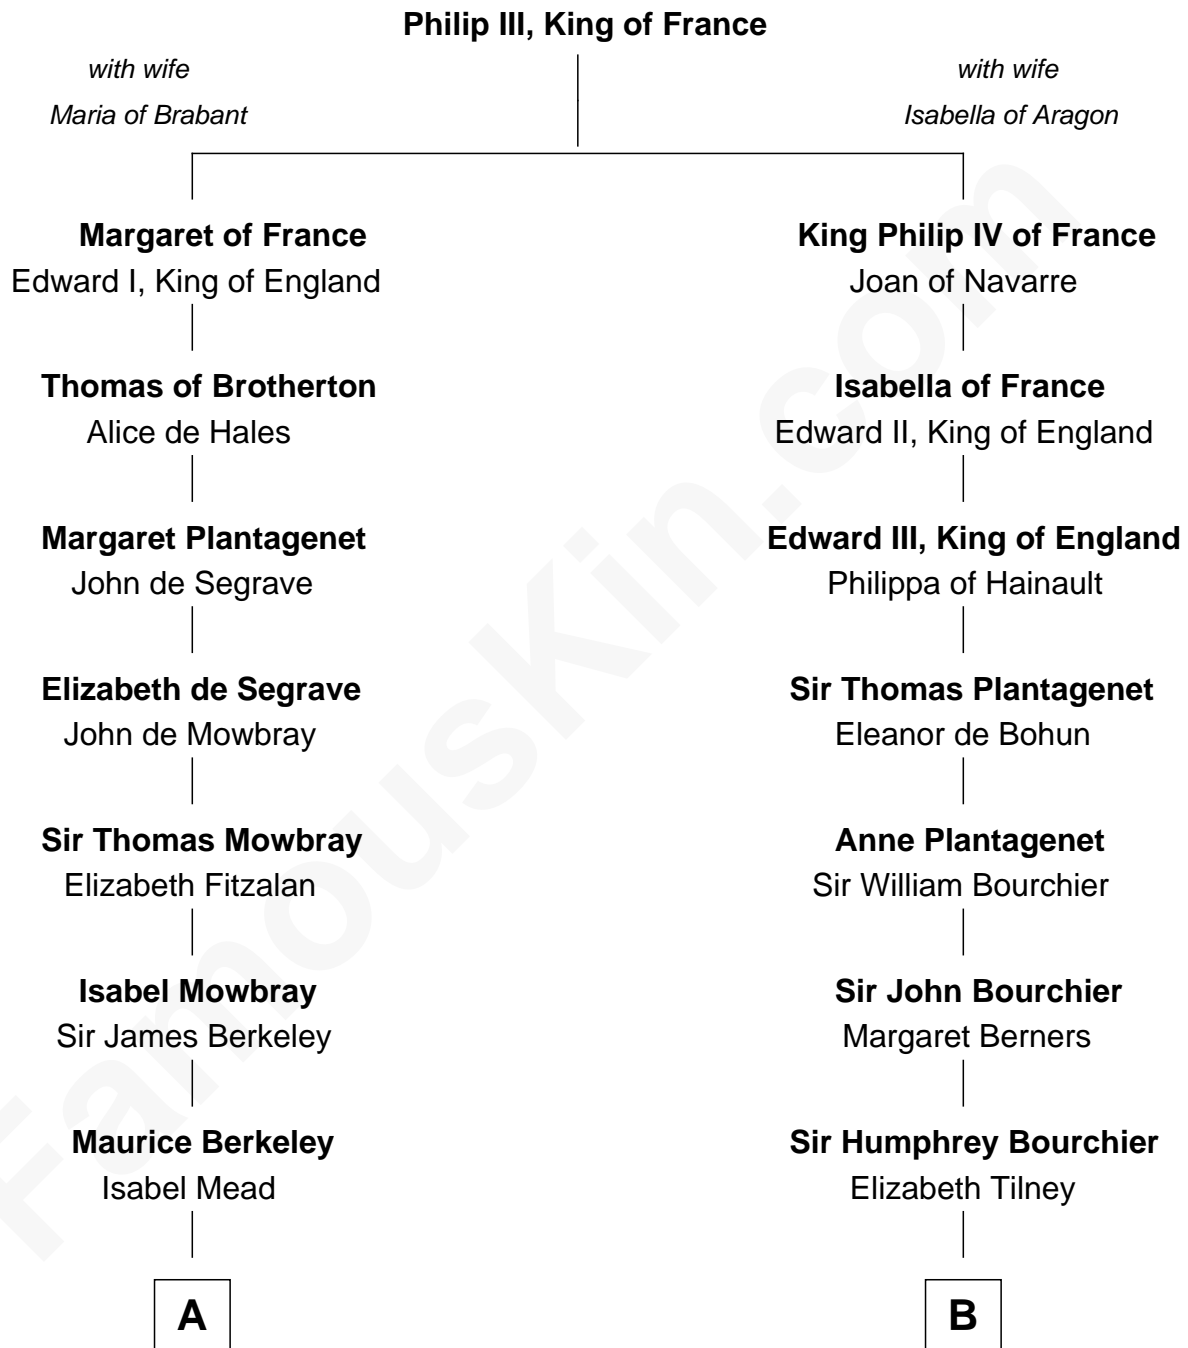 Philip III, King of France
with wife
Maria of Brabant
with wife
Isabella of Aragon
Margaret of France
Edward I, King of England
King Philip IV of France
Joan of Navarre
Thomas of Brotherton
Alice de Hales
Isabella of France
Edward II, King of England
Margaret Plantagenet
John de Segrave
Edward III, King of England
Philippa of Hainault
Elizabeth de Segrave
John de Mowbray
Sir Thomas Plantagenet
Eleanor de Bohun
Sir Thomas Mowbray
Elizabeth Fitzalan
Anne Plantagenet
Sir William Bourchier
Isabel Mowbray
Sir James Berkeley
Sir John Bourchier
Margaret Berners
Maurice Berkeley
Isabel Mead
Sir Humphrey Bourchier
Elizabeth Tilney
A
B
FamousKin.com